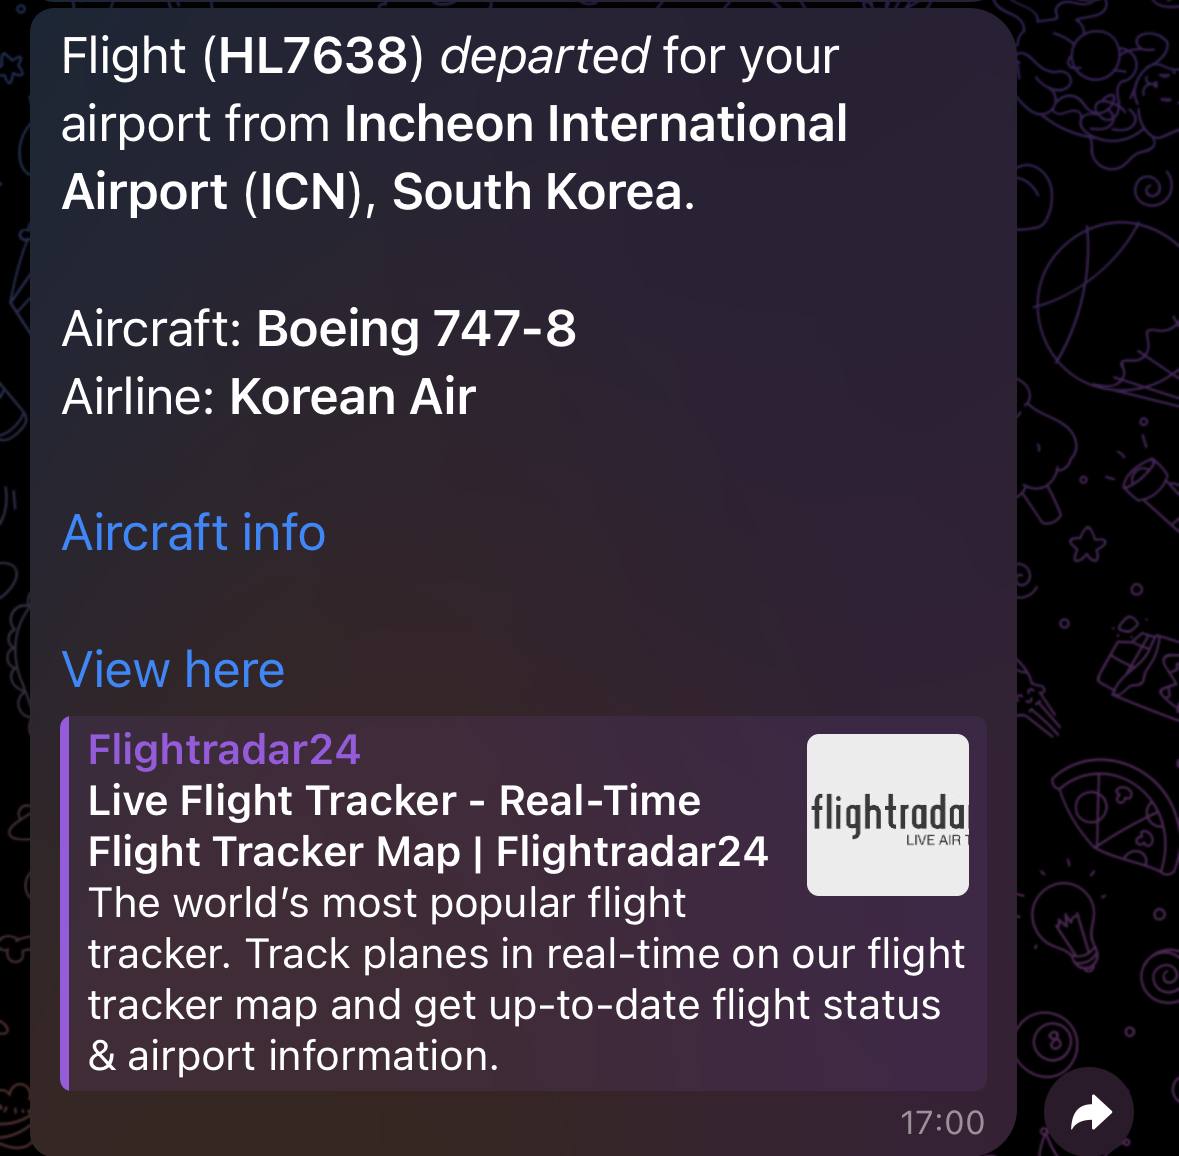 Flight (HL7638) departed for your
airport from Incheon International
Airport (ICN), South Korea.
Aircraft: Boeing 747-8
Airline: Korean Air
Aircraft info
View here
Flightradar24
Live Flight Tracker - Real-Time
Flight Tracker Map | Flightradar24
The world’s most popular flight
tracker. Track planes in real-time on our flight
tracker map and get up-to-date flight status
& airport information.
flightrada
LIVE AIR T
17:00
8